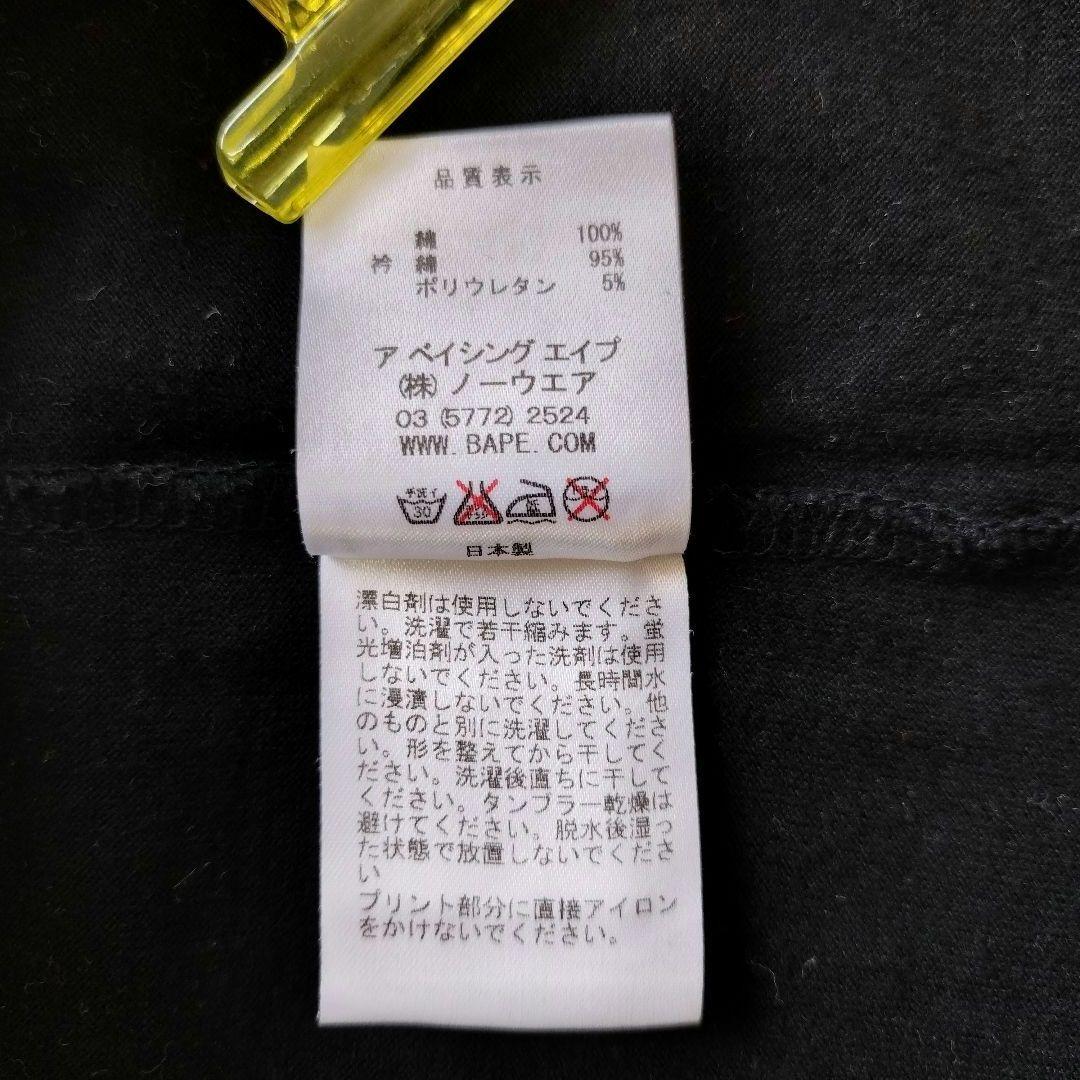 品質表示
綿 100%
衿 綿 95%
ポリウレタン 5%
ア ベイシング エイプ
(株) ノーウエア
03 (5772) 2524
WWW. BAPE. COM
手洗イ
30
低
日本製
漂白剤は使用しないでくださ
い。洗濯で若干縮みます。蛍
光増泊剤が入った洗剤は使用
しないでください。長時間水
に浸漬しないでください。他
のものと別に洗濯してくださ
い。形を整えてから干してく
ださい。洗濯後直ちに干して
ください。タンブラー乾燥は
避けてください。脱水後湿っ
た状態で放置しないでくださ
い
プリント部分に直接アイロン
をかけないでください。